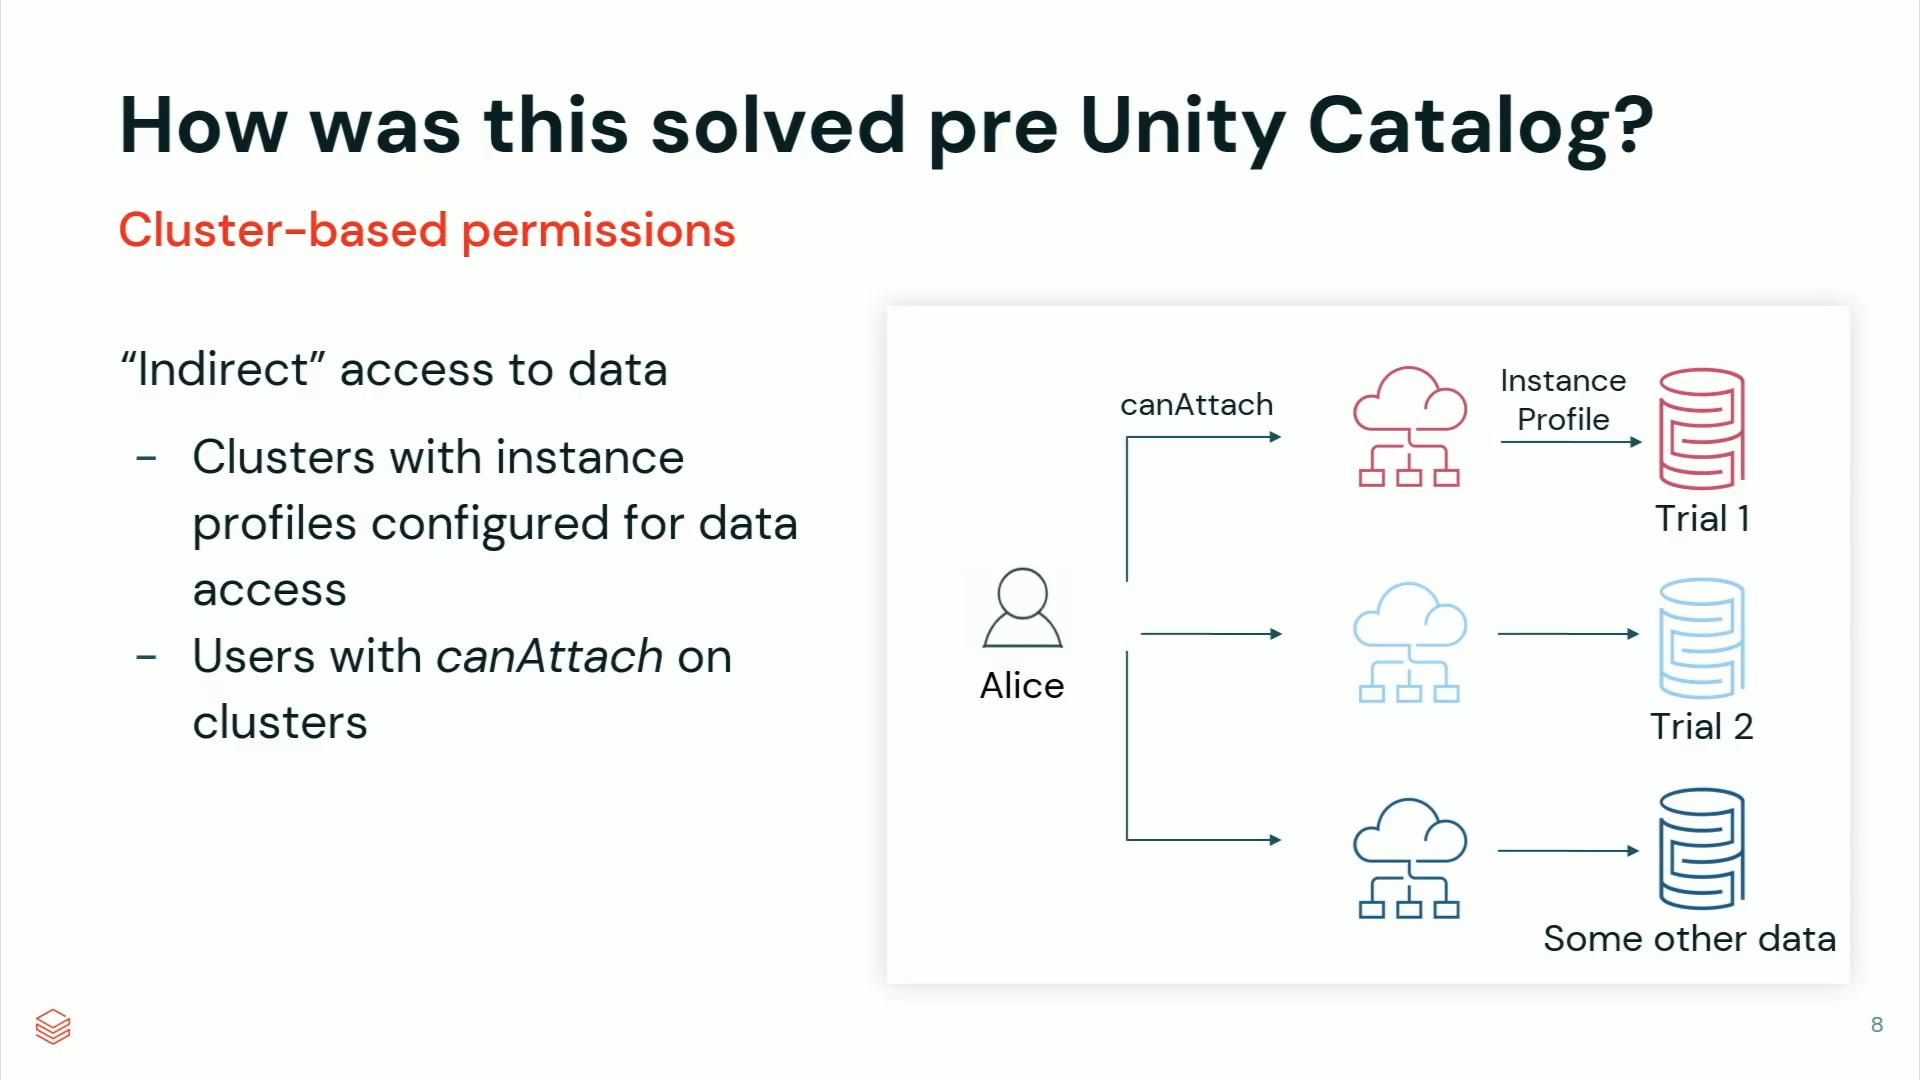 How was this solved pre Unity Catalog?
Cluster-based permissions
“Indirect” access to data
- Clusters with instance
profiles configured for data
access
- Users with canAttach on
clusters
canAttach
Instance
Profile
Trial 1
Alice
Trial 2
Some other data
8